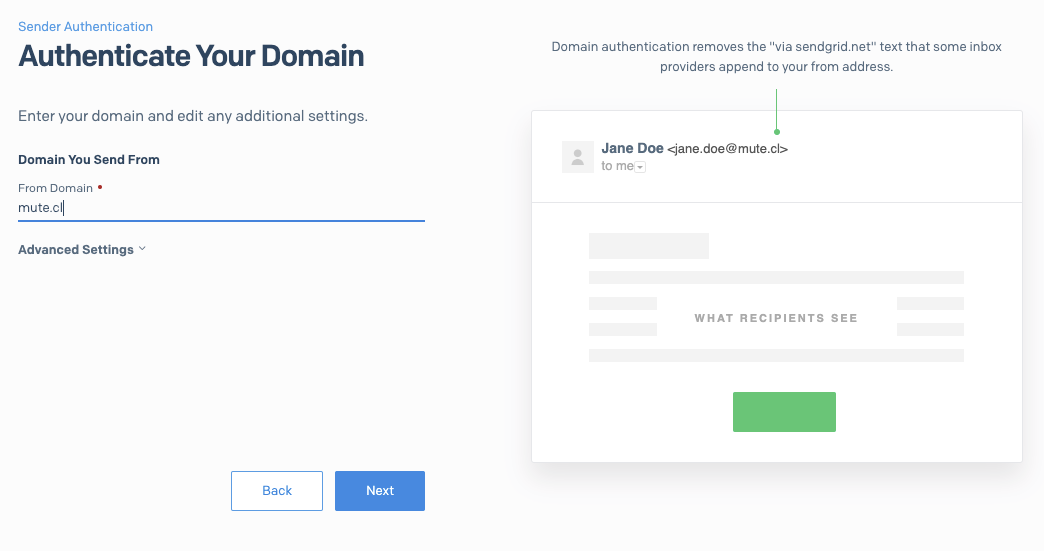 Sender Authentication
Authenticate Your Domain
Enter your domain and edit any additional settings.
Domain You Send From
From Domain •
mute.cl
Advanced Settings
Back
Next
Domain authentication removes the "via sendgrid.net" text that some inbox
providers append to your from address.
Jane Doe <jane.doe@mute.cl>
to me
WHAT RECIPIENTS SEE